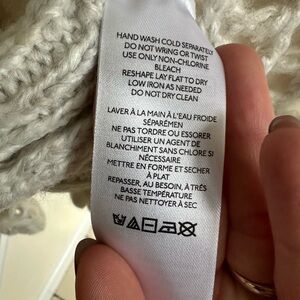 HAND WASH COLD SEPARATELY
DO NOT WRING OR TWIST
USE ONLY NON-CHLORINE
BLEACH
RESHAPE LAY FLAT TO DRY
LOW IRON AS NEEDED
DO NOT DRY CLEAN
LAVER À LA MAIN À L'EAU FROIDE
SÉPARÉMEN
NE PAS TORDRE OU ESSORER
UTILISER UN AGENT DE
BLANCHIMENT SANS CHLORE SI
NÉCESSAIRE
METTRE EN FORME ET SECHER
À PLAT
REPASSER, AU BESOIN, À TRÈS
BASSE TEMPÉRATURE
NE PAS NETTOYER À SEC